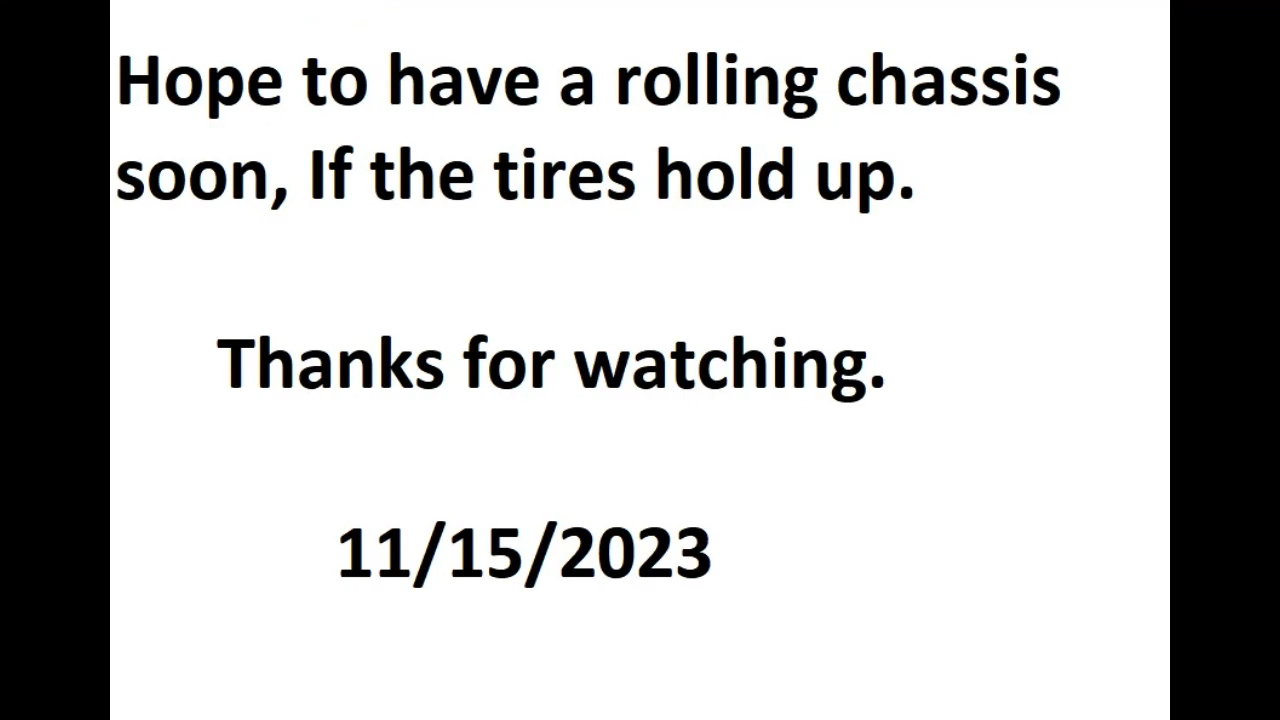 Hope to have a rolling chassis
soon, If the tires hold up.
Thanks for watching.
11/15/2023